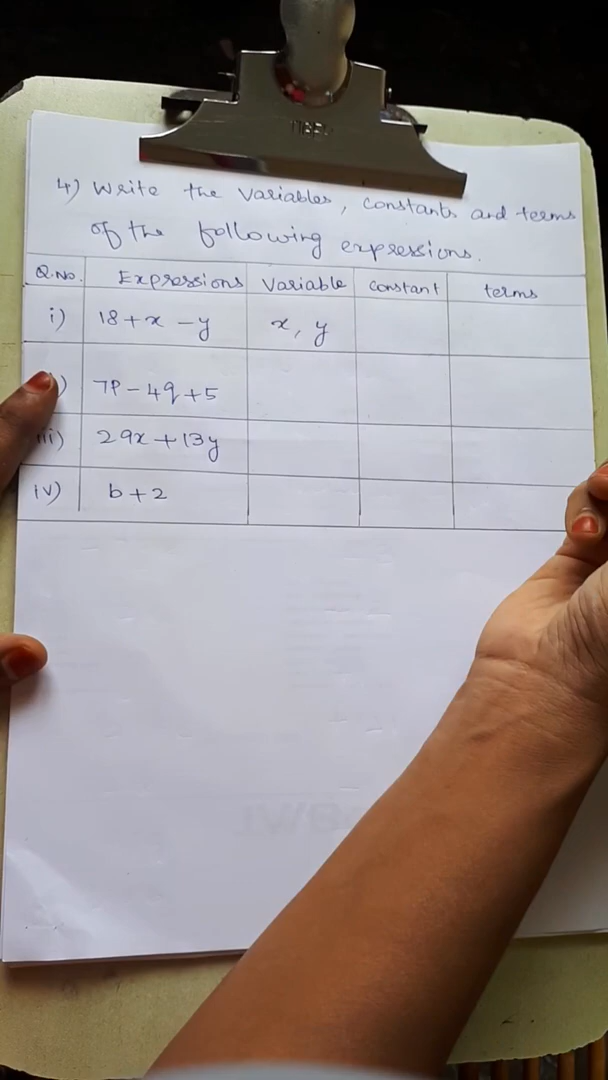 4) Write the variables, constants and terms
of the following expressions.
Q.No. Expressions Variable constant terms
i) 18+x-y x, y
) 7P-4q+5
iii) 29x+13y
iv) b+2